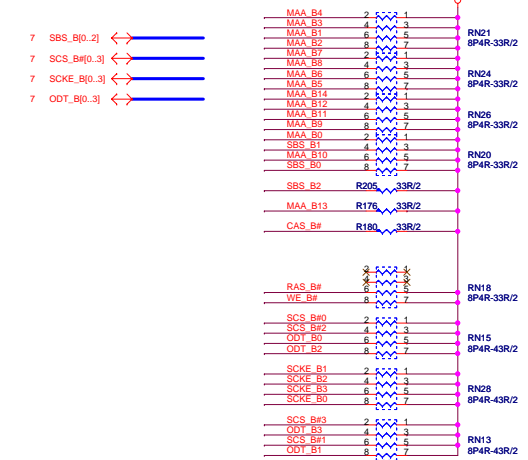 7 SBS_B[0..2]
7 SCS_B#[0..3]
7 SCKE_B[0..3]
7 ODT_B[0..3]
MAA_B4 2 1
MAA_B3 4 3
MAA_B1 6 5 RN21
MAA_B2 8 7 8P4R-33R/2
MAA_B7 2 1
MAA_B8 4 3
MAA_B6 6 5 RN24
MAA_B5 8 7 8P4R-33R/2
MAA_B14 2 1
MAA_B12 4 3
MAA_B11 6 5 RN26
MAA_B9 8 7 8P4R-33R/2
MAA_B0 2 1
SBS_B1 4 3
MAA_B10 6 5 RN20
SBS_B0 8 7 8P4R-33R/2
SBS_B2 R205 33R/2
MAA_B13 R176 33R/2
CAS_B# R180 33R/2
2 1
4 3
RAS_B# 6 5 RN18
WE_B# 8 7 8P4R-33R/2
SCS_B#0 2 1
SCS_B#2 4 3
ODT_B0 6 5 RN15
ODT_B2 8 7 8P4R-43R/2
SCKE_B1 2 1
SCKE_B2 4 3
SCKE_B3 6 5 RN28
SCKE_B0 8 7 8P4R-43R/2
SCS_B#3 2 1
ODT_B3 4 3
SCS_B#1 6 5 RN13
ODT_B1 8 7 8P4R-43R/2